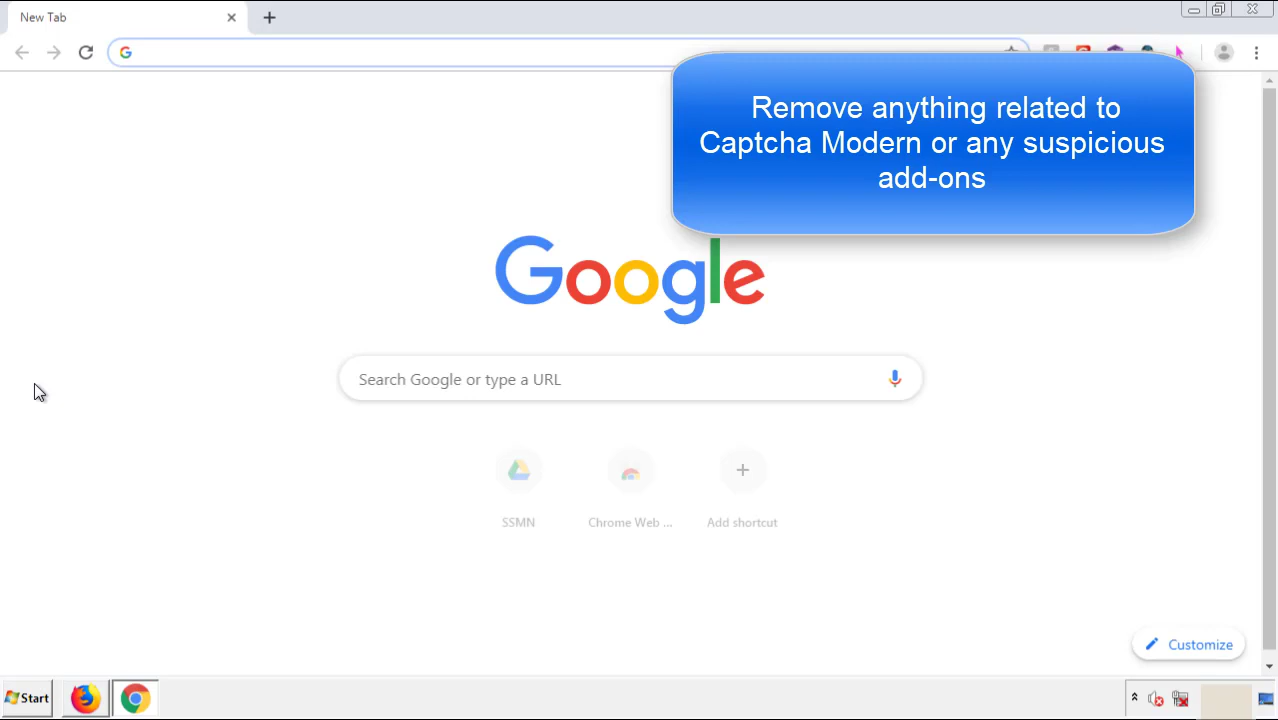 New Tab
Remove anything related to
Captcha Modern or any suspicious
add-ons
Google
Search Google or type a URL
SSMN
Chrome Web ...
Add shortcut
Customize
Start